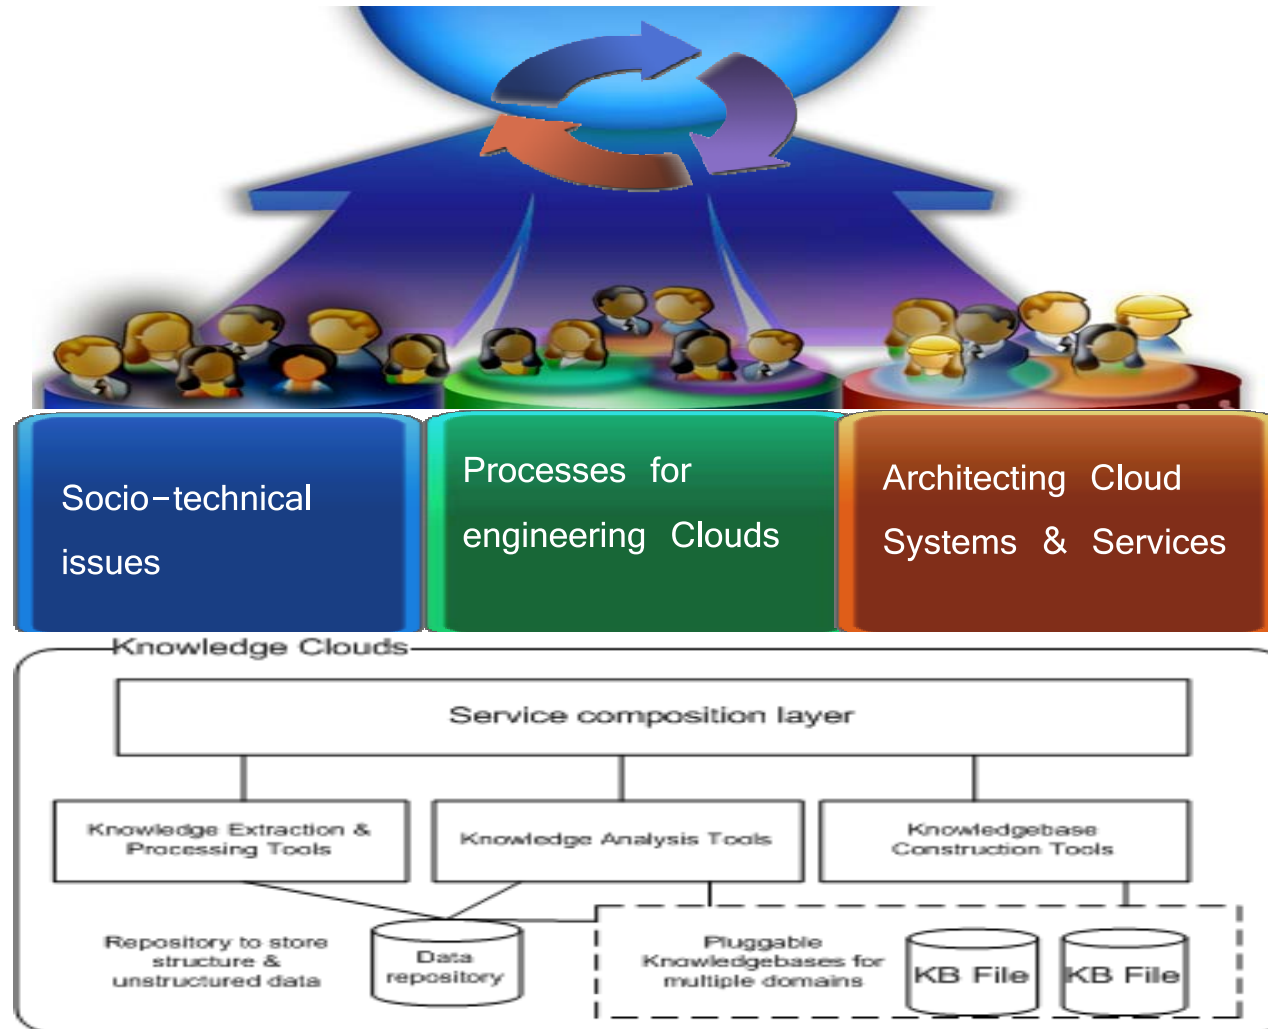 Socio-technical
issues
Processes for
engineering Clouds
Architecting Cloud
Systems & Services
Knowledge Clouds
Service composition layer
Knowledge Extraction &
Processing Tools
Knowledge Analysis Tools
Knowledgebase
Construction Tools
Repository to store
structure &
unstructured data
Data
repository
Pluggable
Knowledgebases for
multiple domains
KB File
KB File